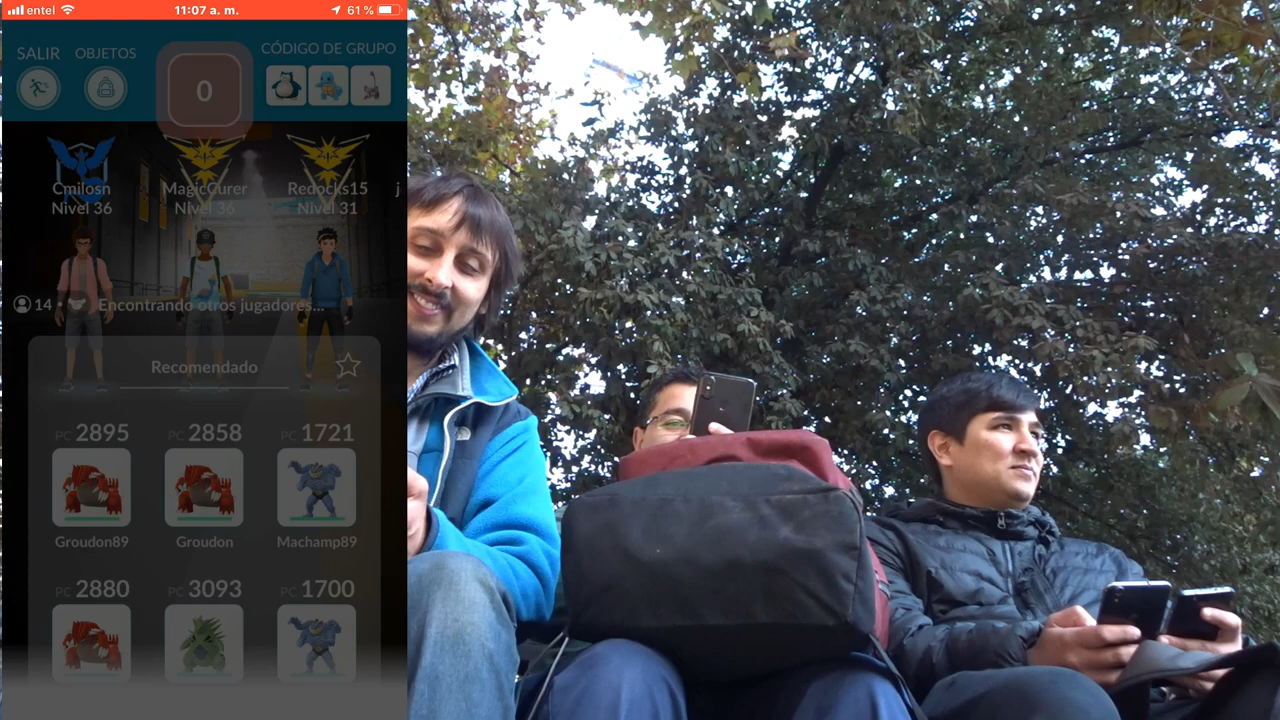 entel 11:07 a. m. 61 %
SALIR OBJETOS CÓDIGO DE GRUPO
0
Cmilosn MagicCurer Redocks15 j
Nivel 36 Nivel 36 Nivel 31
14 Encontrando otros jugadores...
Recomendado
PC 2895 PC 2858 PC 1721
Groudon89 Groudon Machamp89
PC 2880 PC 3093 PC 1700